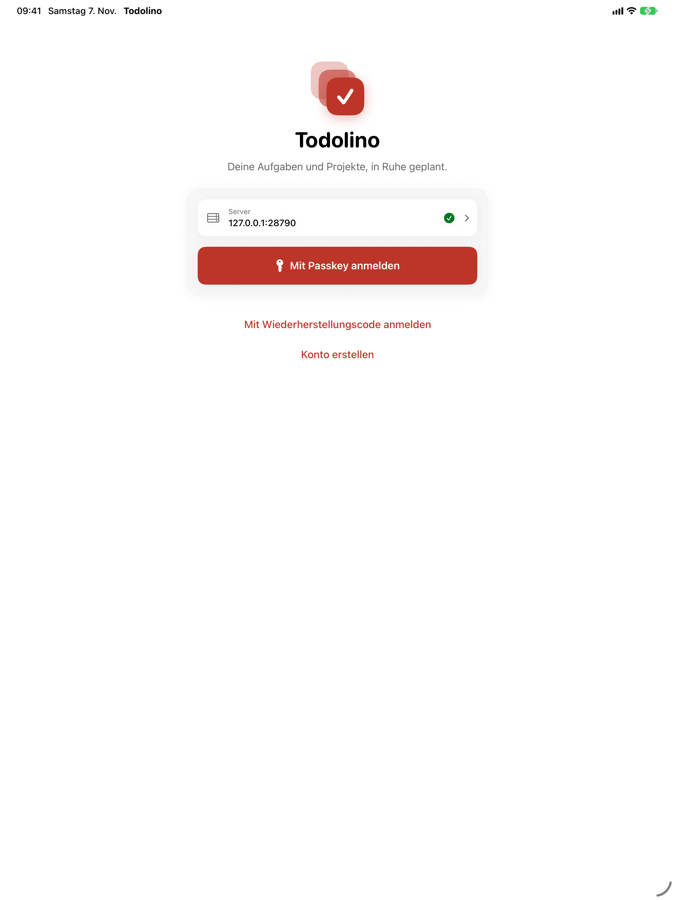 09:41 Samstag 7. Nov. Todolino
Todolino
Deine Aufgaben und Projekte, in Ruhe geplant.
Server
127.0.0.1:28790
Mit Passkey anmelden
Mit Wiederherstellungscode anmelden
Konto erstellen